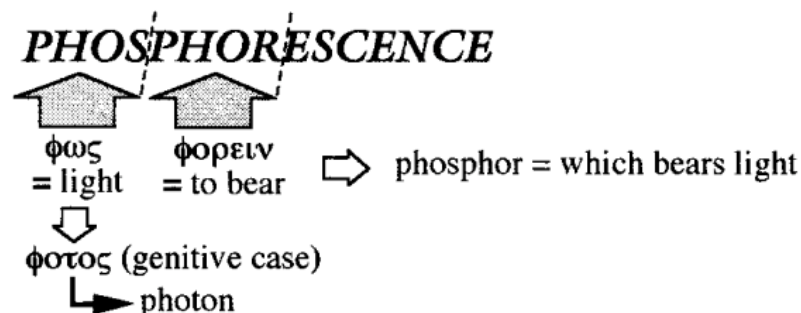 PHOSPHORESCENCE
φως φορειν
= light = to bear phosphor = which bears light
φοτος (genitive case)
photon